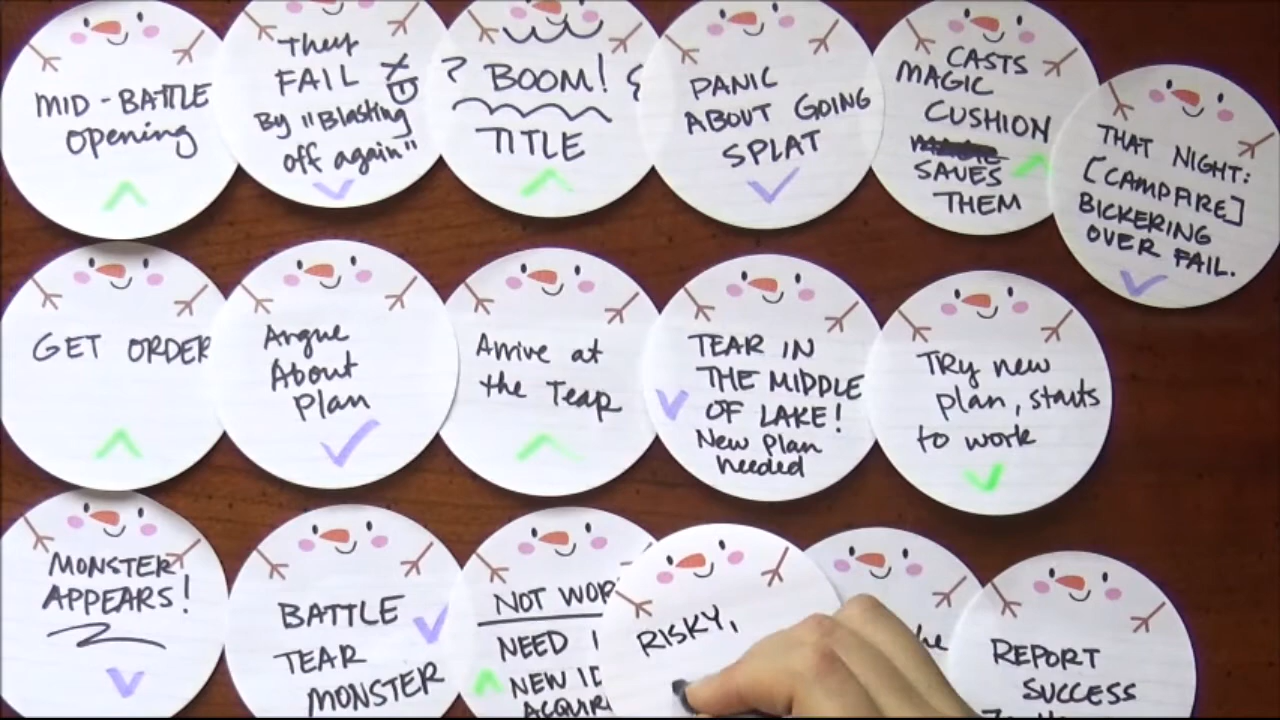 MID-BATTLE
opening
They
FAIL
By "Blasting
off again"
? BOOM!
TITLE
PANIC
ABOUT GOING
SPLAT
CASTS
MAGIC
CUSHION
SAVES
THEM
THAT NIGHT:
[CAMPFIRE]
BICKERING
OVER FAIL.
GET ORDER
Argue
About
Plan
Arrive at
the Tear
TEAR IN
THE MIDDLE
OF LAKE!
New Plan
needed
Try new
plan, starts
to work
MONSTER
APPEARS!
BATTLE
TEAR
MONSTER
NOT WOR
NEED
NEW
ACQUIR
RISKY,
REPORT
SUCCESS